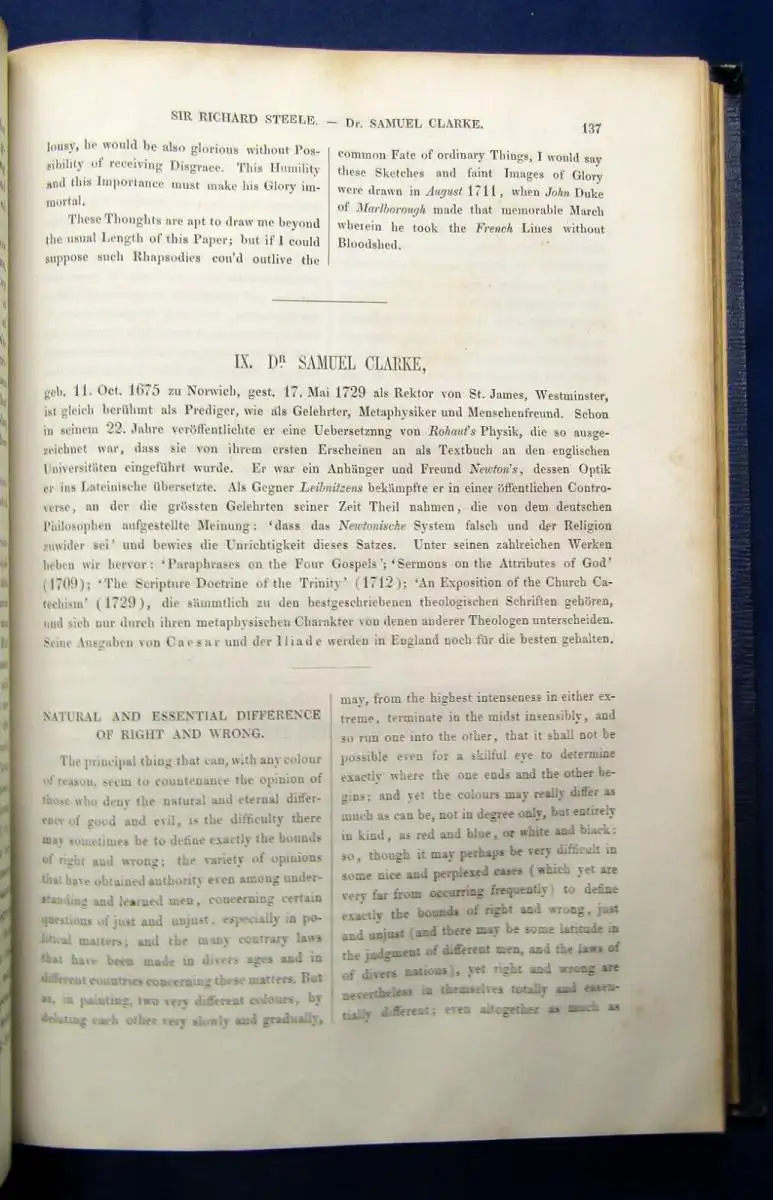 SIR RICHARD STEELE. — Dr. SAMUEL CLARKE.
137
lousy, he would be also glorious without Pos-
sibility of receiving Disgrace. This Humility
and this Importance must make his Glory im-
mortal.
These Thoughts are apt to draw me beyond
the usual Length of this Paper; but if I could
suppose such Rhapsodies cou'd outlive the
common Fate of ordinary Things, I would say
these Sketches and faint Images of Glory
were drawn in August 1711, when John Duke
of Marlborough made that memorable March
wherein he took the French Lines without
Bloodshed.
IX. DR SAMUEL CLARKE,
geb. 11. Oct. 1675 zu Norwich, gest. 17. Mai 1729 als Rektor von St. James, Westminster,
ist gleich berühmt als Prediger, wie als Gelehrter, Metaphysiker und Menschenfreund. Schon
in seinem 22. Jahre veröffentlichte er eine Uebersetznng von Rohaut's Physik, die so ausge-
zeichnet war, dass sie von ihrem ersten Erscheinen an als Textbuch an den englischen
Universitäten eingeführt wurde. Er war ein Anhänger und Freund Newton's, dessen Optik
er ins Lateinische übersetzte. Als Gegner Leibnitzens bekämpfte er in einer öffentlichen Contro-
verse, an der die grössten Gelehrten seiner Zeit Theil nahmen, die von dem deutschen
Philosophen aufgestellte Meinung: 'dass das Newtonische System falsch und der Religion
zuwider sei' und bewies die Unrichtigkeit dieses Satzes. Unter seinen zahlreichen Werken
heben wir hervor: 'Paraphrases on the Four Gospels'; 'Sermons on the Attributes of God'
(1709); 'The Scripture Doctrine of the Trinity' (1712); 'An Exposition of the Church Ca-
techism' (1729), die sämmtlich zu den bestgeschriebenen theologischen Schriften gehören,
und sich nur durch ihren metaphysischen Charakter von denen anderer Theologen unterscheiden.
Seine Ausgaben von Caesar und der Iliade werden in England noch für die besten gehalten.
NATURAL AND ESSENTIAL DIFFERENCE
OF RIGHT AND WRONG.
The principal thing that can, with any colour
of reason, seem to countenance the opinion of
those who deny the natural and eternal differ-
ence of good and evil, is the difficulty there
may sometimes be to define exactly the bounds
of right and wrong; the variety of opinions
that have obtained authority even among under-
standing and learned men, concerning certain
questions of just and unjust, especially in po-
litical matters; and the many contrary laws
that have been made in divers ages and in
different countries concerning these matters. But
as, in painting, two very different colours, by
deluting each other very slowly and gradually,
may, from the highest intenseness in either ex-
treme, terminate in the midst insensibly, and
so run one into the other, that it shall not be
possible even for a skilful eye to determine
exactly where the one ends and the other be-
gins; and yet the colours may really differ as
much as can be, not in degree only, but entirely
in kind, as red and blue, or white and black:
so, though it may perhaps be very difficult in
some nice and perplexed cases (which yet are
very far from occurring frequently) to define
exactly the bounds of right and wrong, just
and unjust (and there may be some latitude in
the judgment of different men, and the laws of
of divers nations), yet right and wrong are
nevertheless in themselves totally and essen-
tially different; even altogether as much as